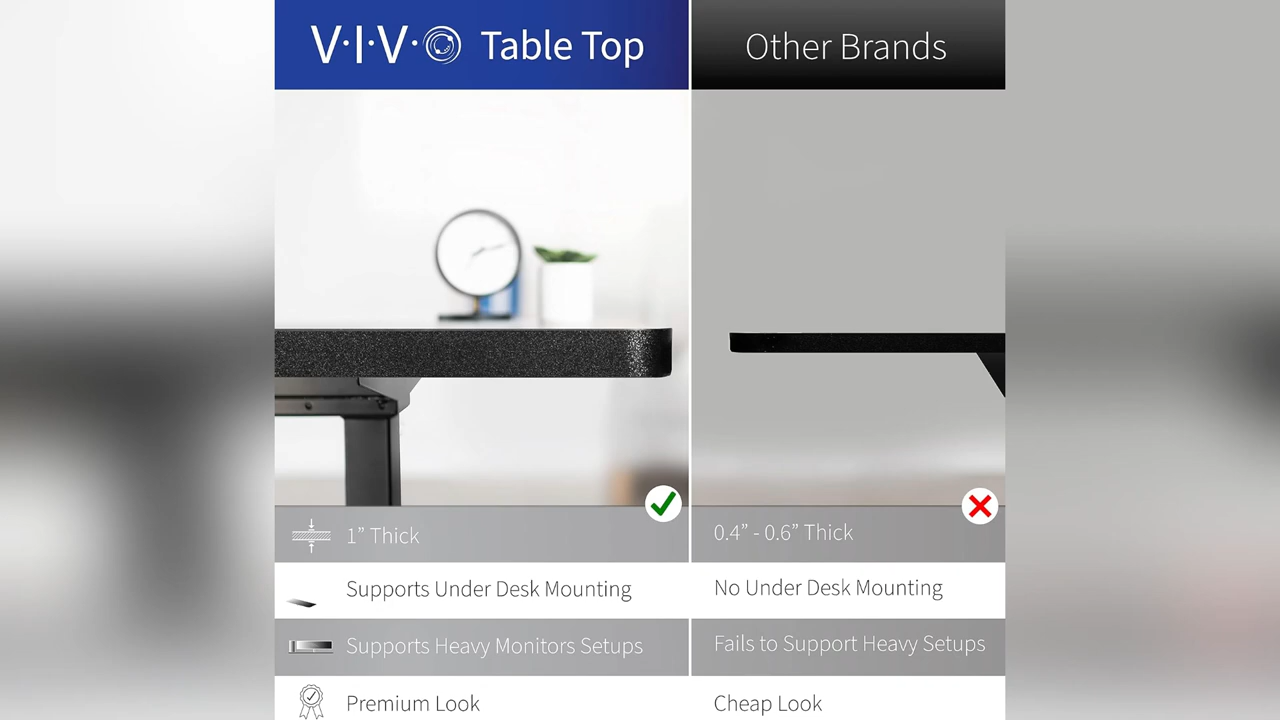 V·I·V·O Table Top
Other Brands
1” Thick
0.4” - 0.6” Thick
Supports Under Desk Mounting
No Under Desk Mounting
Supports Heavy Monitors Setups
Fails to Support Heavy Setups
Premium Look
Cheap Look